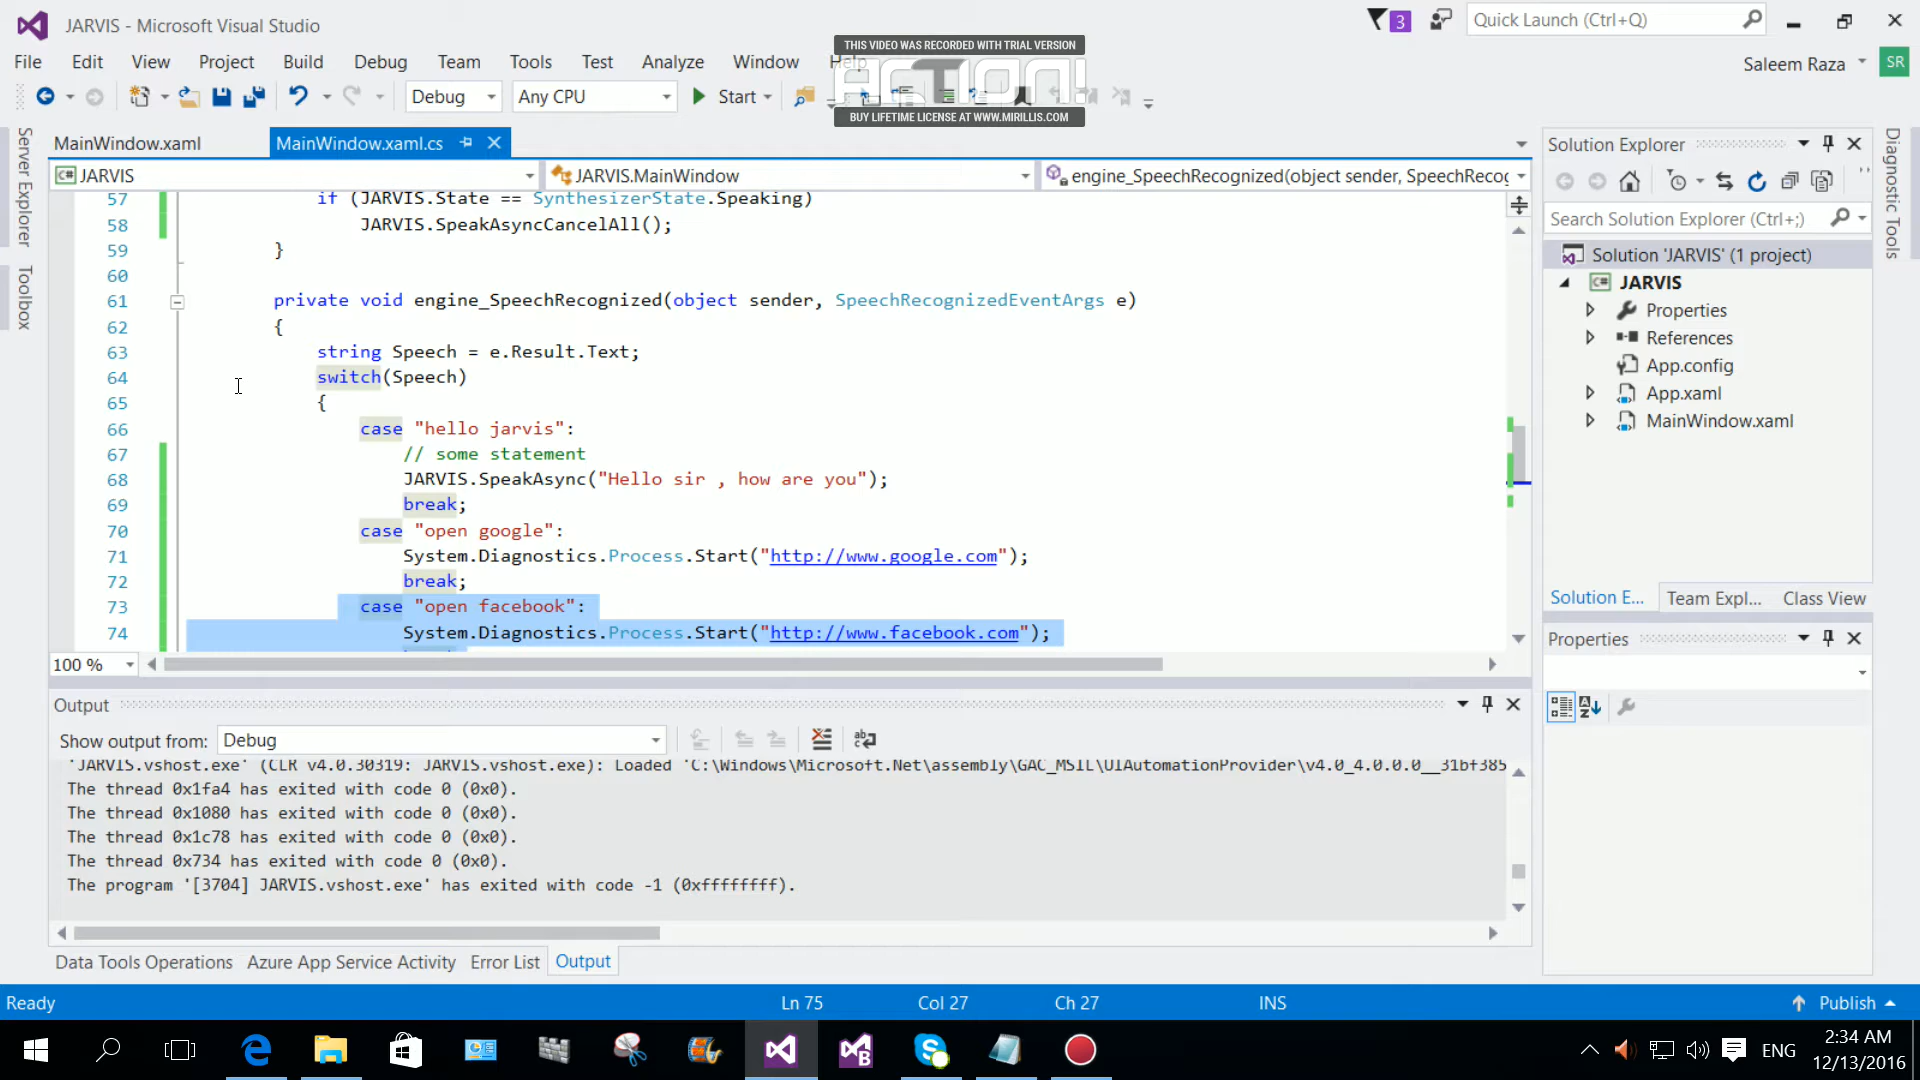 JARVIS - Microsoft Visual Studio
3
Quick Launch (Ctrl+Q)
THIS VIDEO WAS RECORDED WITH TRIAL VERSION
ACTION!
BUY LIFETIME LICENSE AT WWW.MIRILLIS.COM
File Edit View Project Build Debug Team Tools Test Analyze Window Help
Saleem Raza SR
Debug Any CPU Start
Server Explorer
Toolbox
MainWindow.xaml MainWindow.xaml.cs
JARVIS JARVIS.MainWindow engine_SpeechRecognized(object sender, SpeechRecog
57 if (JARVIS.State == SynthesizerState.Speaking)
58 JARVIS.SpeakAsyncCancelAll();
59 }
60
61 private void engine_SpeechRecognized(object sender, SpeechRecognizedEventArgs e)
62 {
63 string Speech = e.Result.Text;
64 switch(Speech)
65 {
66 case "hello jarvis":
67 // some statement
68 JARVIS.SpeakAsync("Hello sir , how are you");
69 break;
70 case "open google":
71 System.Diagnostics.Process.Start("http://www.google.com");
72 break;
73 case "open facebook":
74 System.Diagnostics.Process.Start("http://www.facebook.com");
100 %
Output
Show output from: Debug
'JARVIS.vshost.exe' (CLR v4.0.30319: JARVIS.vshost.exe): Loaded 'C:\Windows\Microsoft.Net\assembly\GAC_MSIL\UIAutomationProvider\v4.0_4.0.0.0__31bf385
The thread 0x1fa4 has exited with code 0 (0x0).
The thread 0x1080 has exited with code 0 (0x0).
The thread 0x1c78 has exited with code 0 (0x0).
The thread 0x734 has exited with code 0 (0x0).
The program '[3704] JARVIS.vshost.exe' has exited with code -1 (0xffffffff).
Data Tools Operations Azure App Service Activity Error List Output
Solution Explorer
Search Solution Explorer (Ctrl+;)
Solution 'JARVIS' (1 project)
JARVIS
Properties
References
App.config
App.xaml
MainWindow.xaml
Solution E... Team Expl... Class View
Properties
Diagnostic Tools
Ready Ln 75 Col 27 Ch 27 INS Publish
ENG
2:34 AM
12/13/2016